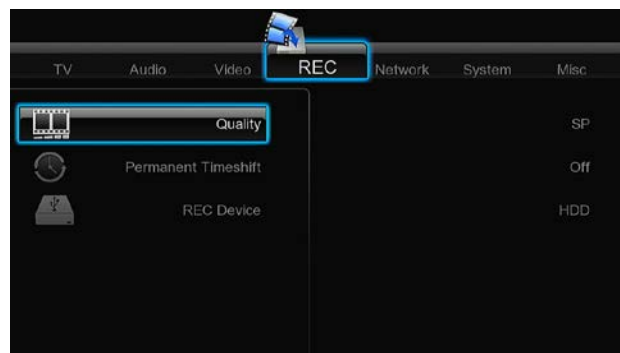 TV Audio Video REC Network System Misc
Quality SP
Permanent Timeshift Off
REC Device HDD